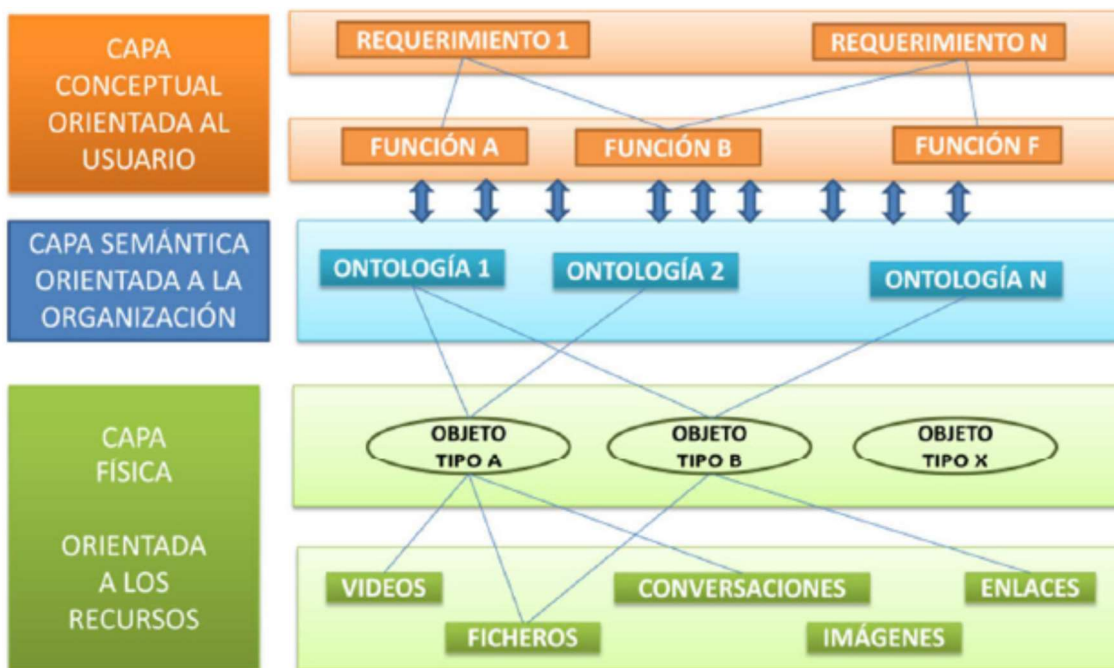 CAPA
CONCEPTUAL
ORIENTADA AL
USUARIO
REQUERIMIENTO 1
REQUERIMIENTO N
FUNCIÓN A
FUNCIÓN B
FUNCIÓN F
CAPA SEMÁNTICA
ORIENTADA A LA
ORGANIZACIÓN
ONTOLOGÍA 1
ONTOLOGÍA 2
ONTOLOGÍA N
CAPA
FÍSICA
ORIENTADA
A LOS
RECURSOS
OBJETO
TIPO A
OBJETO
TIPO B
OBJETO
TIPO X
VIDEOS
CONVERSACIONES
ENLACES
FICHEROS
IMÁGENES